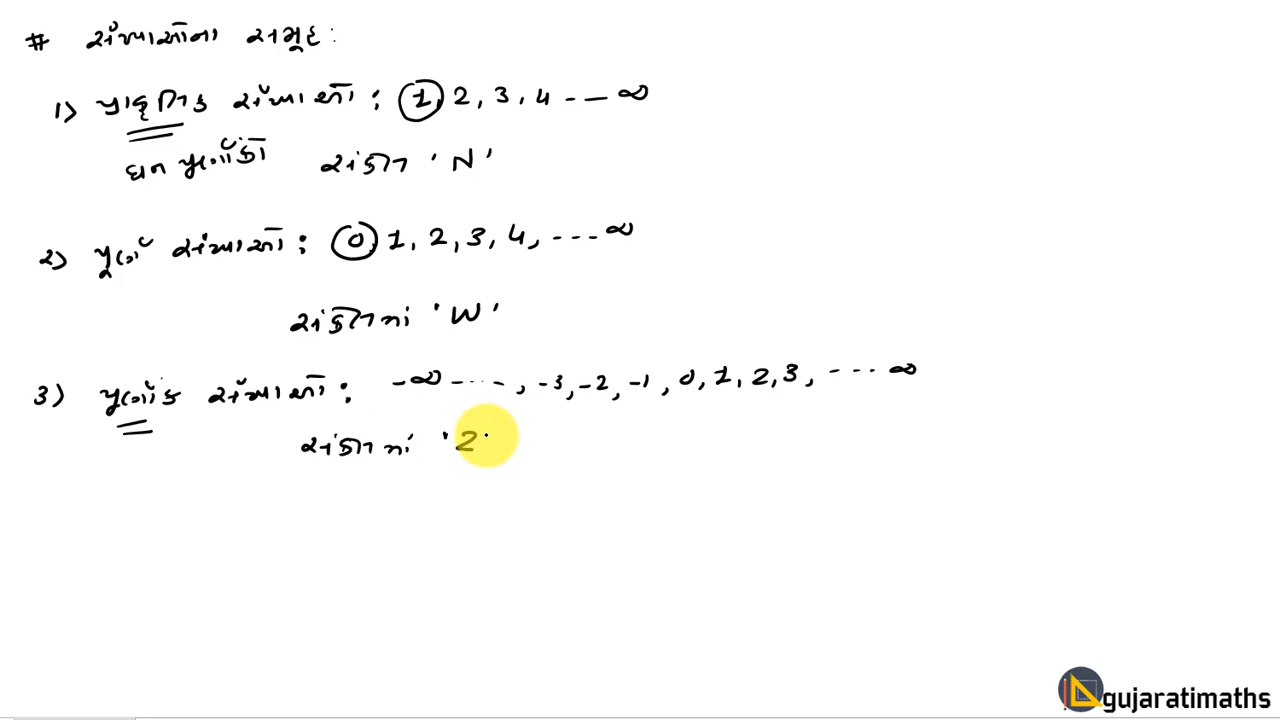 # સંખ્યાઓના સમૂહ:
1) પ્રાકૃતિક સંખ્યાઓ : 1, 2, 3, 4 --- ∞
ધન પૂર્ણાંકો સંકેત 'N'
2) પૂર્ણ સંખ્યાઓ : 0, 1, 2, 3, 4, --- ∞
સંકેતમાં 'W'
3) પૂર્ણાંક સંખ્યાઓ : -∞ ----, -3, -2, -1, 0, 1, 2, 3, --- ∞
સંકેતમાં 'Z'
gujaratimaths